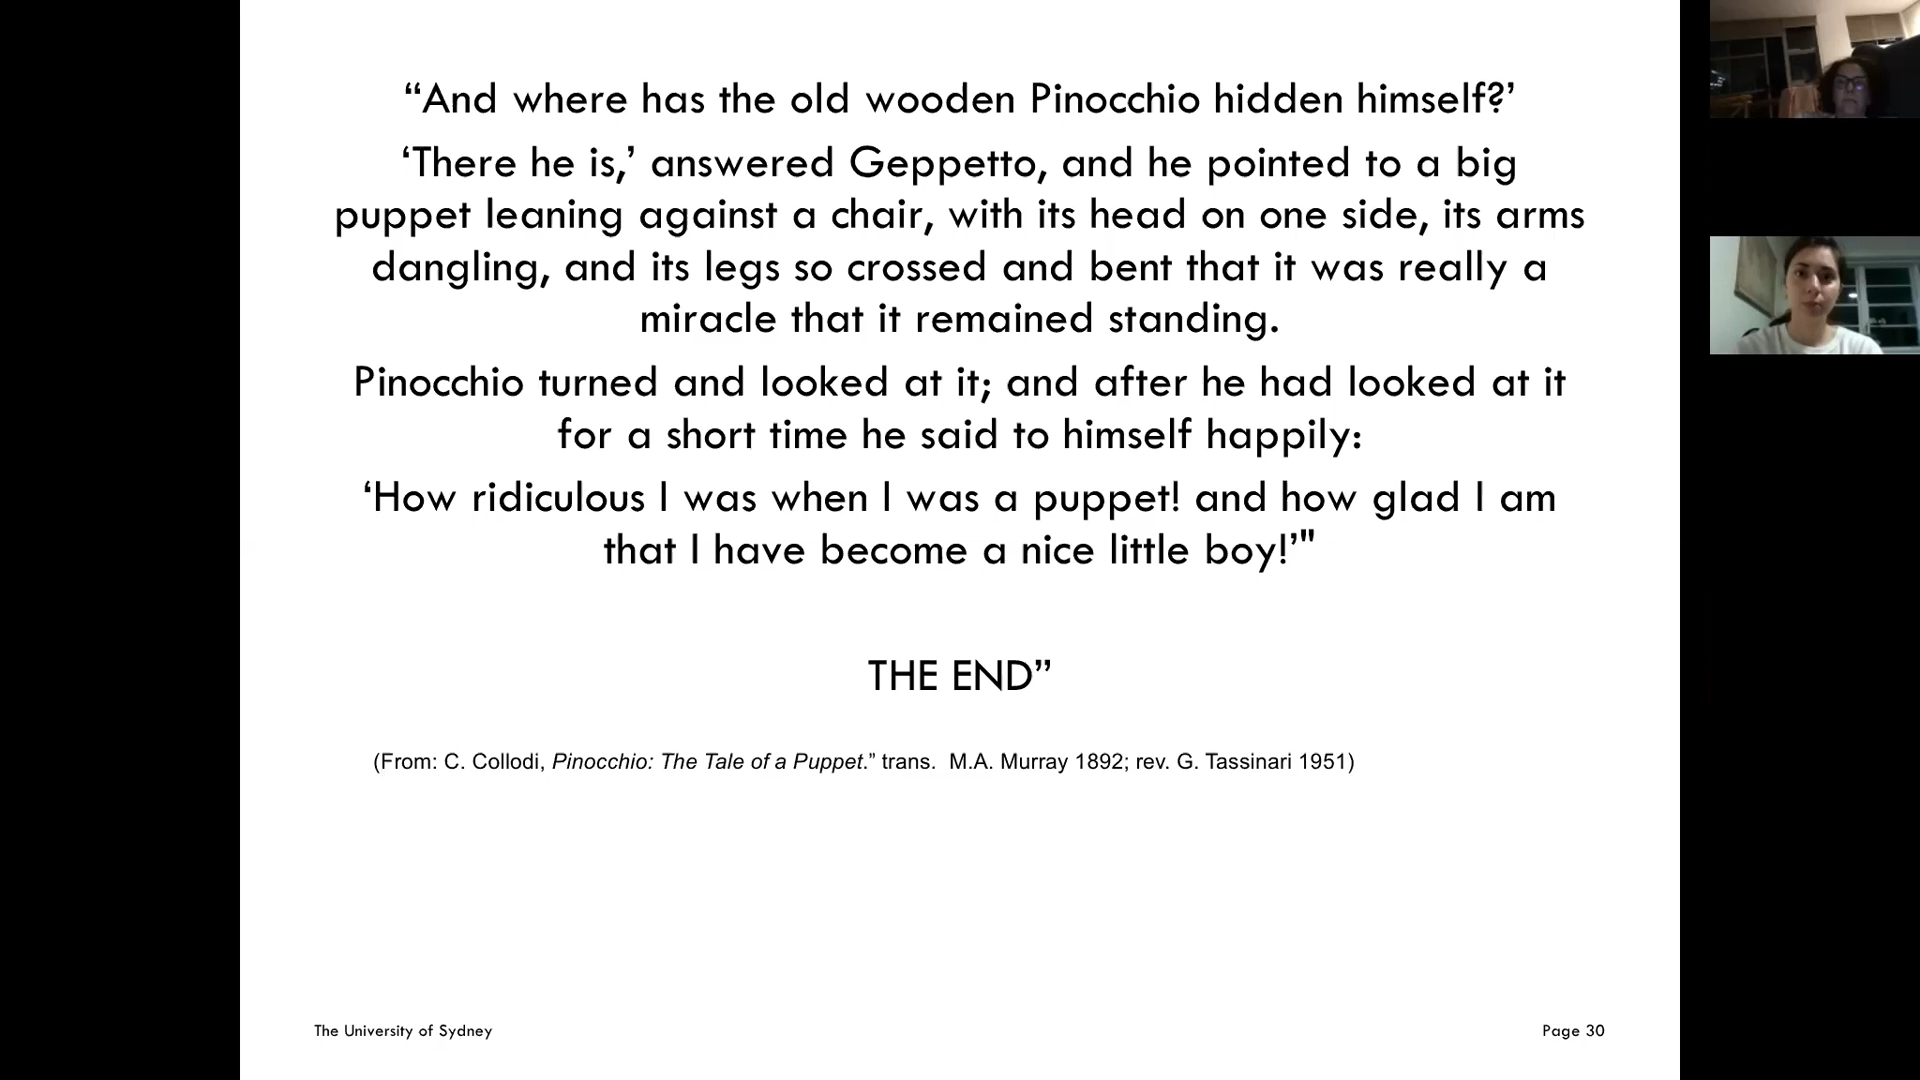 “And where has the old wooden Pinocchio hidden himself?’
‘There he is,’ answered Geppetto, and he pointed to a big
puppet leaning against a chair, with its head on one side, its arms
dangling, and its legs so crossed and bent that it was really a
miracle that it remained standing.
Pinocchio turned and looked at it; and after he had looked at it
for a short time he said to himself happily:
‘How ridiculous I was when I was a puppet! and how glad I am
that I have become a nice little boy!’"
THE END”
(From: C. Collodi, Pinocchio: The Tale of a Puppet.” trans.  M.A. Murray 1892; rev. G. Tassinari 1951)
The University of Sydney
Page 30